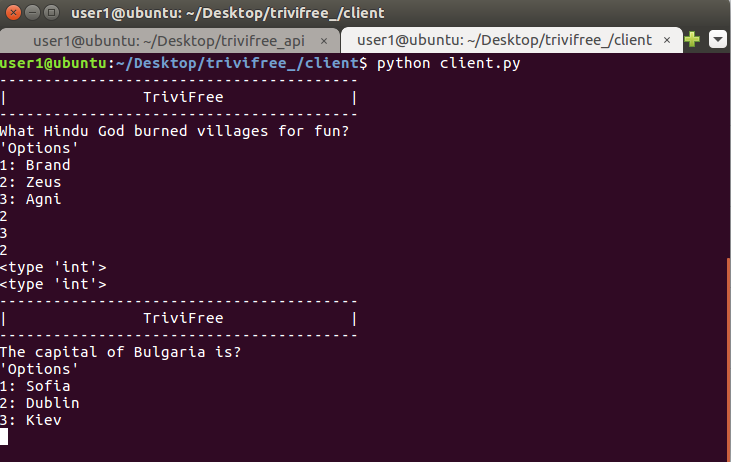 user1@ubuntu: ~/Desktop/trivifree_/client
user1@ubuntu: ~/Desktop/trivifree_api × user1@ubuntu: ~/Desktop/trivifree_/client ×
user1@ubuntu:~/Desktop/trivifree_/client$ python client.py
-----------------------------------------
|                TriviFree               |
-----------------------------------------
What Hindu God burned villages for fun?
'Options'
1: Brand
2: Zeus
3: Agni
2
3
2
<type 'int'>
<type 'int'>
-----------------------------------------
|                TriviFree               |
-----------------------------------------
The capital of Bulgaria is?
'Options'
1: Sofia
2: Dublin
3: Kiev